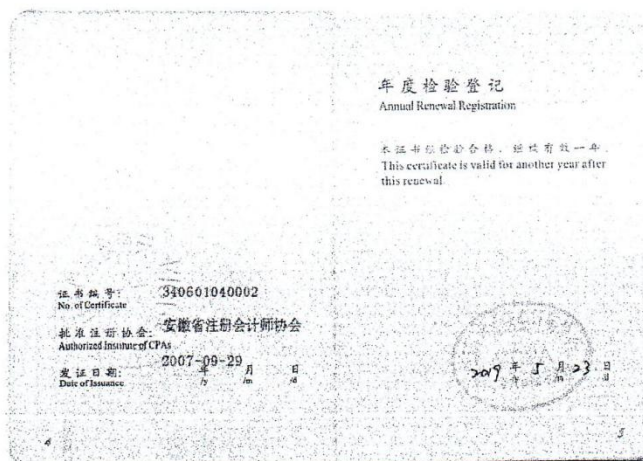 证书编号:
No. of Certificate
340601040002
批准注册协会:
Authorized Institute of CPAs
安徽省注册会计师协会
发证日期:
Date of Issuance
2007-09-29
年 月 日
/y /m /d
4
年度检验登记
Annual Renewal Registration
本证书经检验合格，继续有效一年。
This certificate is valid for another year after
this renewal
2019 年 5 月 23 日
/y /m /d
5